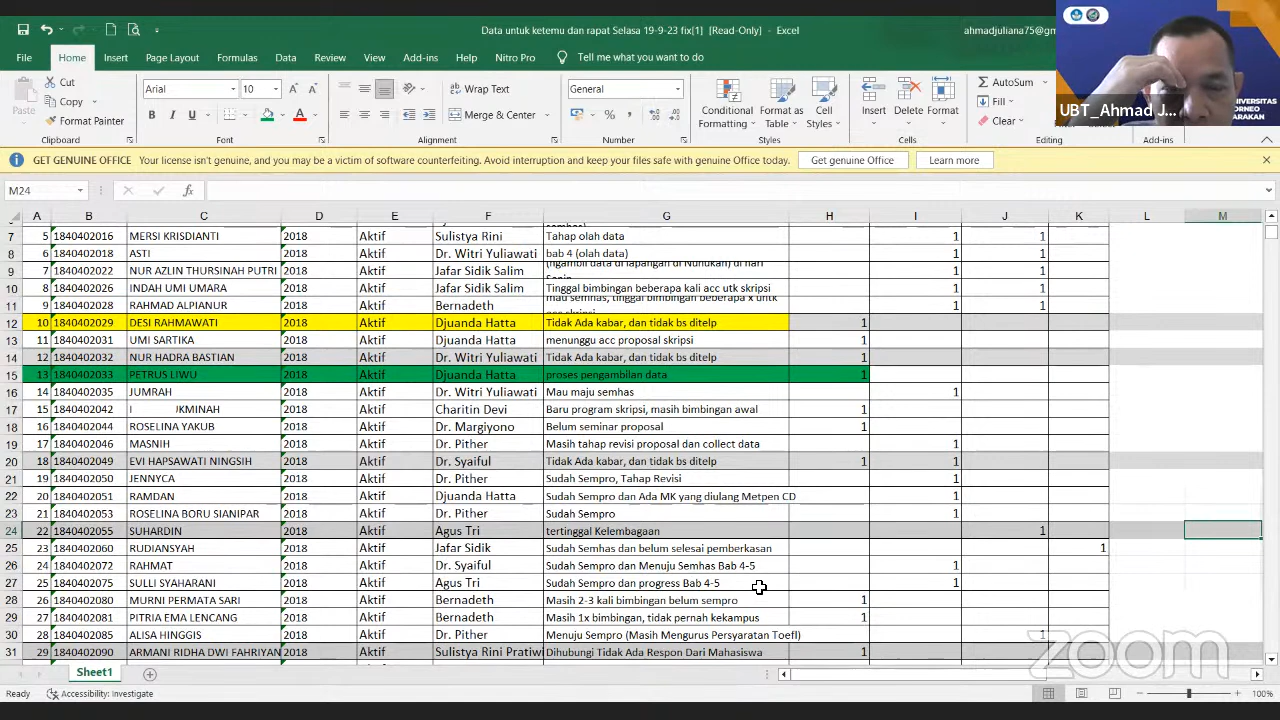 Data untuk ketemu dan rapat Selasa 19-9-23 fix[1] [Read-Only] - Excel
ahmadjuliana75@gm
File Home Insert Page Layout Formulas Data Review View Add-ins Help Nitro Pro Tell me what you want to do
Cut
Copy
Format Painter
Paste
Clipboard
Arial 10
B I U
Font
Wrap Text
Merge & Center
Alignment
General
Number
Conditional Formatting
Format as Table
Cell Styles
Styles
Insert Delete Format
Cells
AutoSum
Fill
Clear
Editing
Add-ins
UBT_Ahmad J...
UNIVERSITAS
BORNEO
TARAKAN
GET GENUINE OFFICE Your license isn't genuine, and you may be a victim of software counterfeiting. Avoid interruption and keep your files safe with genuine Office today. Get genuine Office Learn more
M24 fx
A B C D E F G H I J K L M
7 5 1840402016 MERSI KRISDIANTI 2018 Aktif Sulistya Rini Tahap olah data 1 1
8 6 1840402018 ASTI 2018 Aktif Dr. Witri Yuliawati bab 4 (olah data) 1 1
9 7 1840402022 NUR AZLIN THURSINAH PUTRI 2018 Aktif Jafar Sidik Salim (ngambil data di lapangan di Nunukan) di hari 1 1
10 8 1840402026 INDAH UMI UMARA 2018 Aktif Jafar Sidik Salim Tinggal bimbingan beberapa kali acc utk skripsi 1 1
11 9 1840402028 RAHMAD ALPIANUR 2018 Aktif Bernadeth mau semhas, tinggal bimbingan beberapa x untuk 1 1
12 10 1840402029 DESI RAHMAWATI 2018 Aktif Djuanda Hatta Tidak Ada kabar, dan tidak bs ditelp 1
13 11 1840402031 UMI SARTIKA 2018 Aktif Djuanda Hatta menunggu acc proposal skripsi 1
14 12 1840402032 NUR HADRA BASTIAN 2018 Aktif Dr. Witri Yuliawati Tidak Ada kabar, dan tidak bs ditelp 1
15 13 1840402033 PETRUS LIWU 2018 Aktif Djuanda Hatta proses pengambilan data 1
16 14 1840402035 JUMRAH 2018 Aktif Dr. Witri Yuliawati Mau maju semhas 1
17 15 1840402042 KMINAH 2018 Aktif Charitin Devi Baru program skripsi, masih bimbingan awal 1
18 16 1840402044 ROSELINA YAKUB 2018 Aktif Dr. Margiyono Belum seminar proposal 1
19 17 1840402046 MASNIH 2018 Aktif Dr. Pither Masih tahap revisi proposal dan collect data 1
20 18 1840402049 EVI HAPSAWATI NINGSIH 2018 Aktif Dr. Syaiful Tidak Ada kabar, dan tidak bs ditelp 1 1
21 19 1840402050 JENNYCA 2018 Aktif Dr. Pither Sudah Sempro, Tahap Revisi 1
22 20 1840402051 RAMDAN 2018 Aktif Djuanda Hatta Sudah Sempro dan Ada MK yang diulang Metpen CD 1
23 21 1840402053 ROSELINA BORU SIANIPAR 2018 Aktif Dr. Pither Sudah Sempro 1
24 22 1840402055 SUHARDIN 2018 Aktif Agus Tri tertinggal Kelembagaan 1
25 23 1840402060 RUDIANSYAH 2018 Aktif Jafar Sidik Sudah Semhas dan belum selesai pemberkasan 1
26 24 1840402072 RAHMAT 2018 Aktif Dr. Syaiful Sudah Sempro dan Menuju Semhas Bab 4-5 1
27 25 1840402075 SULLI SYAHARANI 2018 Aktif Agus Tri Sudah Sempro dan progress Bab 4-5 1
28 26 1840402080 MURNI PERMATA SARI 2018 Aktif Bernadeth Masih 2-3 kali bimbingan belum sempro 1
29 27 1840402081 PITRIA EMA LENCANG 2018 Aktif Bernadeth Masih 1x bimbingan, tidak pernah kekampus 1
30 28 1840402085 ALISA HINGGIS 2018 Aktif Dr. Pither Menuju Sempro (Masih Mengurus Persyaratan Toefl) 1
31 29 1840402090 ARMANI RIDHA DWI FAHRIYAN 2018 Aktif Sulistya Rini Pratiwi Dihubungi Tidak Ada Respon Dari Mahasiswa 1
zoom
Sheet1
Ready Accessibility: Investigate 100%